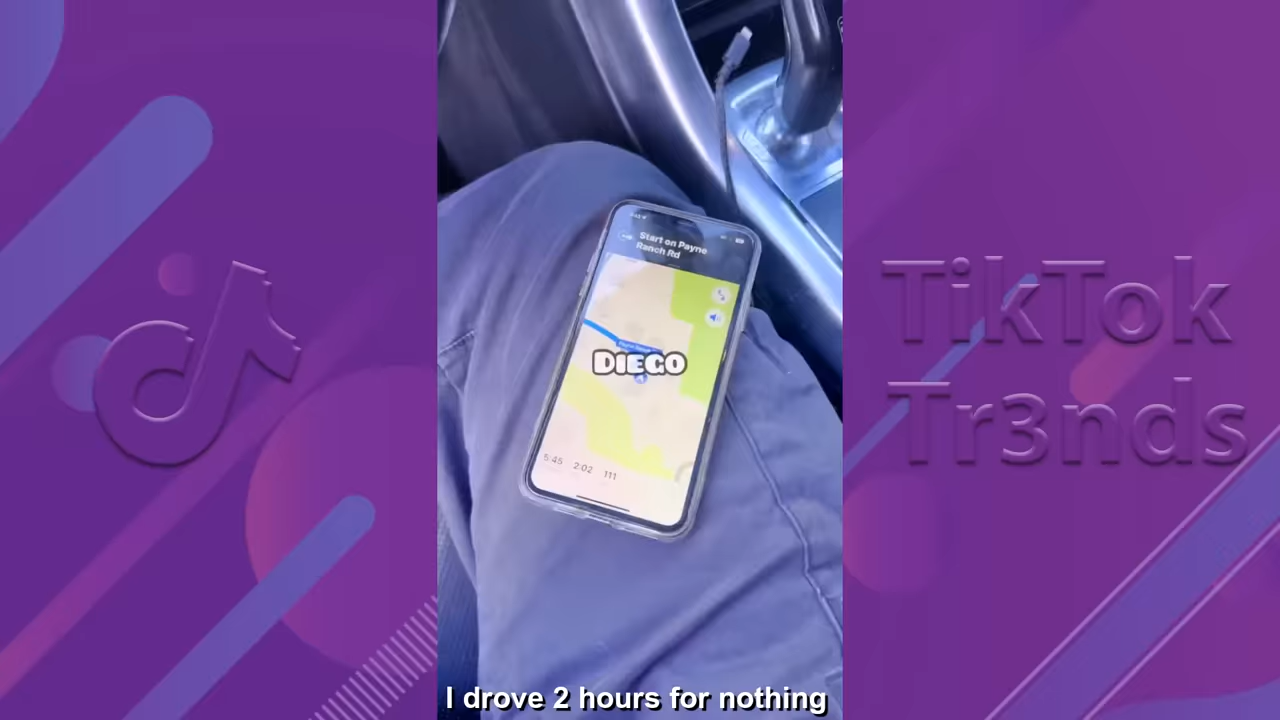 Start on Payne
Ranch Rd
DIEGO
5:45 2:02 111
I drove 2 hours for nothing
TikTok
Tr3nds